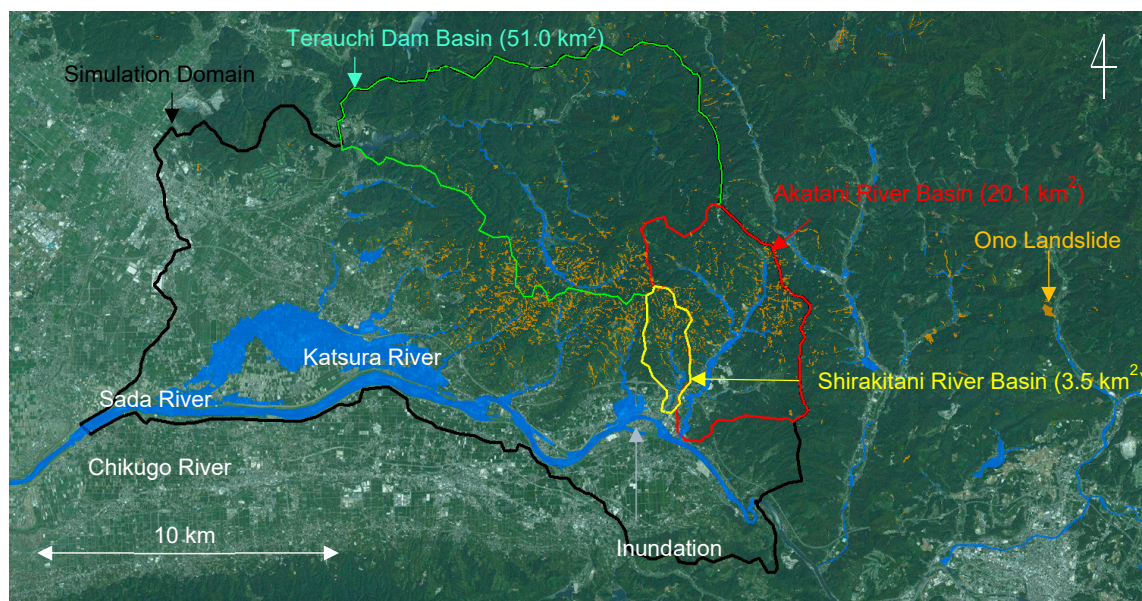 Terauchi Dam Basin (51.0 km²)
Simulation Domain
Akatani River Basin (20.1 km²)
Ono Landslide
Katsura River
Shirakitani River Basin (3.5 km²)
Sada River
Chikugo River
10 km
Inundation